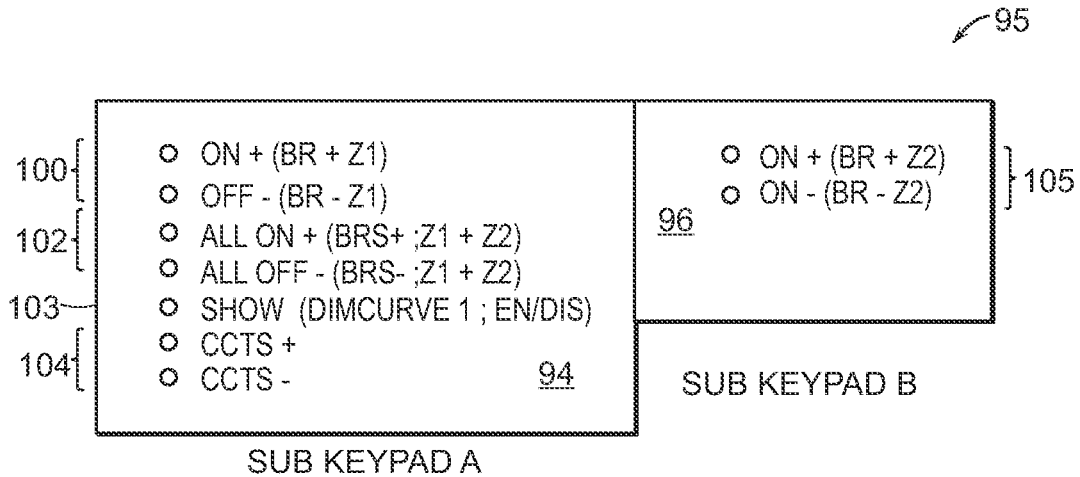 95
100
ON + (BR + Z1)
OFF - (BR - Z1)
102
ALL ON + (BRS+ ;Z1 + Z2)
ALL OFF - (BRS- ;Z1 + Z2)
103
SHOW (DIMCURVE 1 ; EN/DIS)
104
CCTS +
CCTS -
94
SUB KEYPAD A
ON + (BR + Z2)
ON - (BR - Z2)
105
96
SUB KEYPAD B